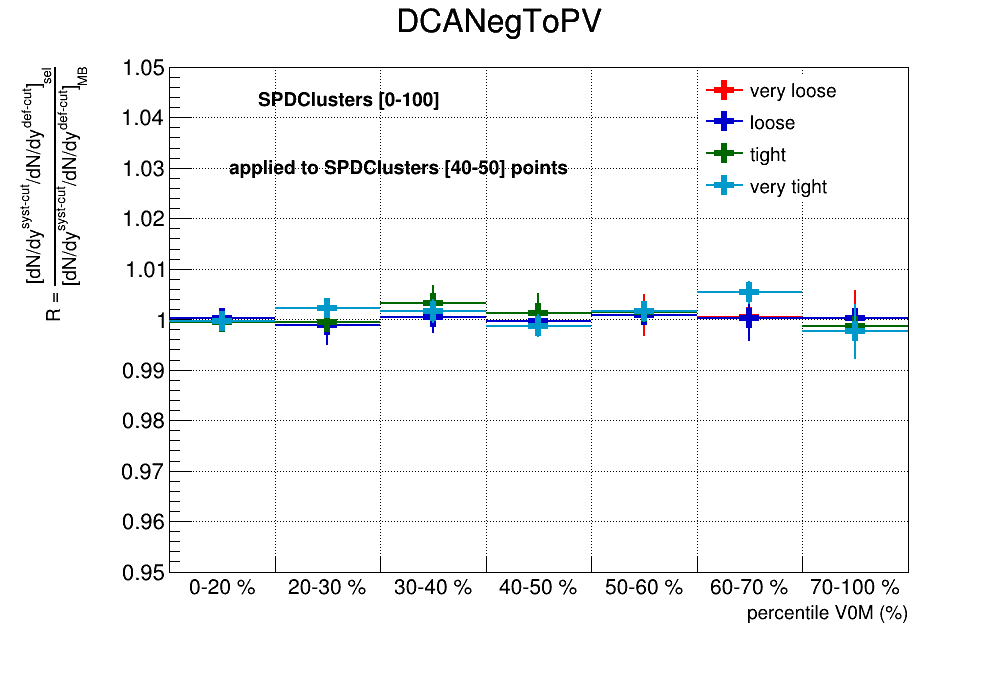 DCANegToPV
R = [dN/dy^syst-cut/dN/dy^def-cut]_sel / [dN/dy^syst-cut/dN/dy^def-cut]_MB
1.05
1.04
1.03
1.02
1.01
1
0.99
0.98
0.97
0.96
0.95
SPDClusters [0-100]
applied to SPDClusters [40-50] points
very loose
loose
tight
very tight
0-20 % 20-30 % 30-40 % 40-50 % 50-60 % 60-70 % 70-100 %
percentile V0M (%)